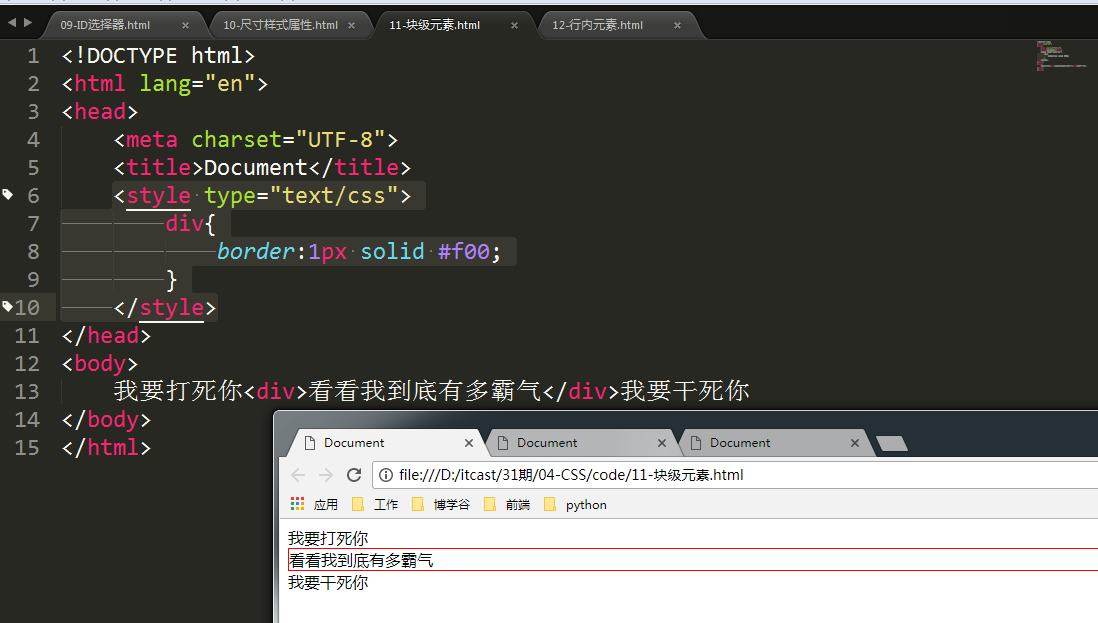 09-ID选择器.html × 10-尺寸样式属性.html × 11-块级元素.html × 12-行内元素.html ×
1 <!DOCTYPE html>
2 <html lang="en">
3 <head>
4 <meta charset="UTF-8">
5 <title>Document</title>
6 <style type="text/css">
7 div{
8 border:1px solid #f00;
9 }
10 </style>
11 </head>
12 <body>
13 我要打死你<div>看看我到底有多霸气</div>我要干死你
14 </body>
15 </html>
Document × Document × Document ×
file:///D:/itcast/31期/04-CSS/code/11-块级元素.html
应用 工作 博学谷 前端 python
我要打死你
看看我到底有多霸气
我要干死你